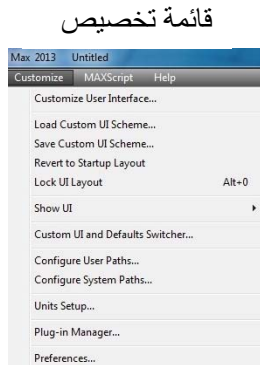 قائمة تخصيص
Max 2013 Untitled
Customize MAXScript Help
Customize User Interface...
Load Custom UI Scheme...
Save Custom UI Scheme...
Revert to Startup Layout
Lock UI Layout Alt+0
Show UI
Custom UI and Defaults Switcher...
Configure User Paths...
Configure System Paths...
Units Setup...
Plug-in Manager...
Preferences...